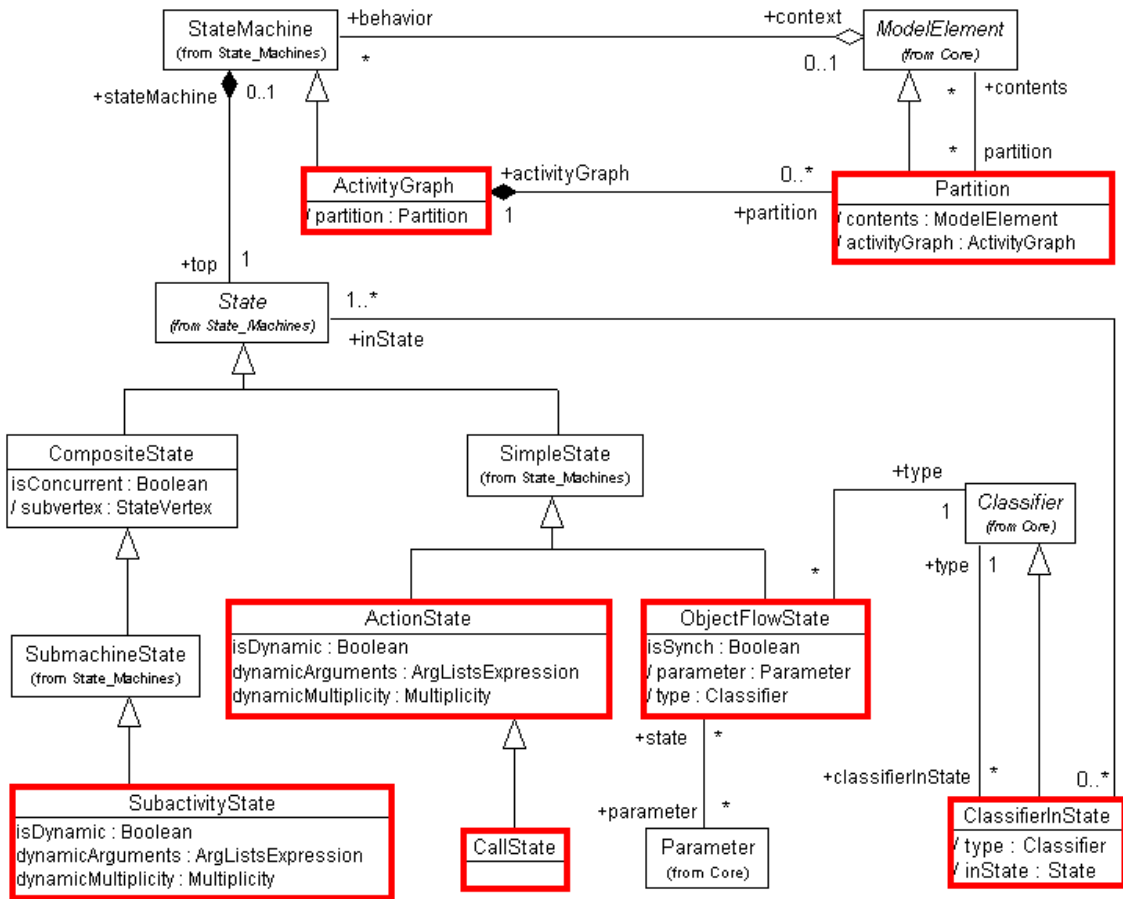 StateMachine
(from State_Machines)
+behavior
*
+context
0..1
ModelElement
(from Core)
+stateMachine
0..1
*
+contents
*
partition
ActivityGraph
/ partition : Partition
+activityGraph
1
0..*
+partition
Partition
/ contents : ModelElement
/ activityGraph : ActivityGraph
+top
1
State
(from State_Machines)
1..*
+inState
CompositeState
isConcurrent : Boolean
/ subvertex : StateVertex
SimpleState
(from State_Machines)
+type
1
Classifier
(from Core)
+type
1
*
SubmachineState
(from State_Machines)
ActionState
isDynamic : Boolean
dynamicArguments : ArgListsExpression
dynamicMultiplicity : Multiplicity
ObjectFlowState
isSynch : Boolean
/ parameter : Parameter
/ type : Classifier
+state
*
+classifierInState
*
0..*
SubactivityState
isDynamic : Boolean
dynamicArguments : ArgListsExpression
dynamicMultiplicity : Multiplicity
CallState
+parameter
*
Parameter
(from Core)
ClassifierInState
/ type : Classifier
/ inState : State